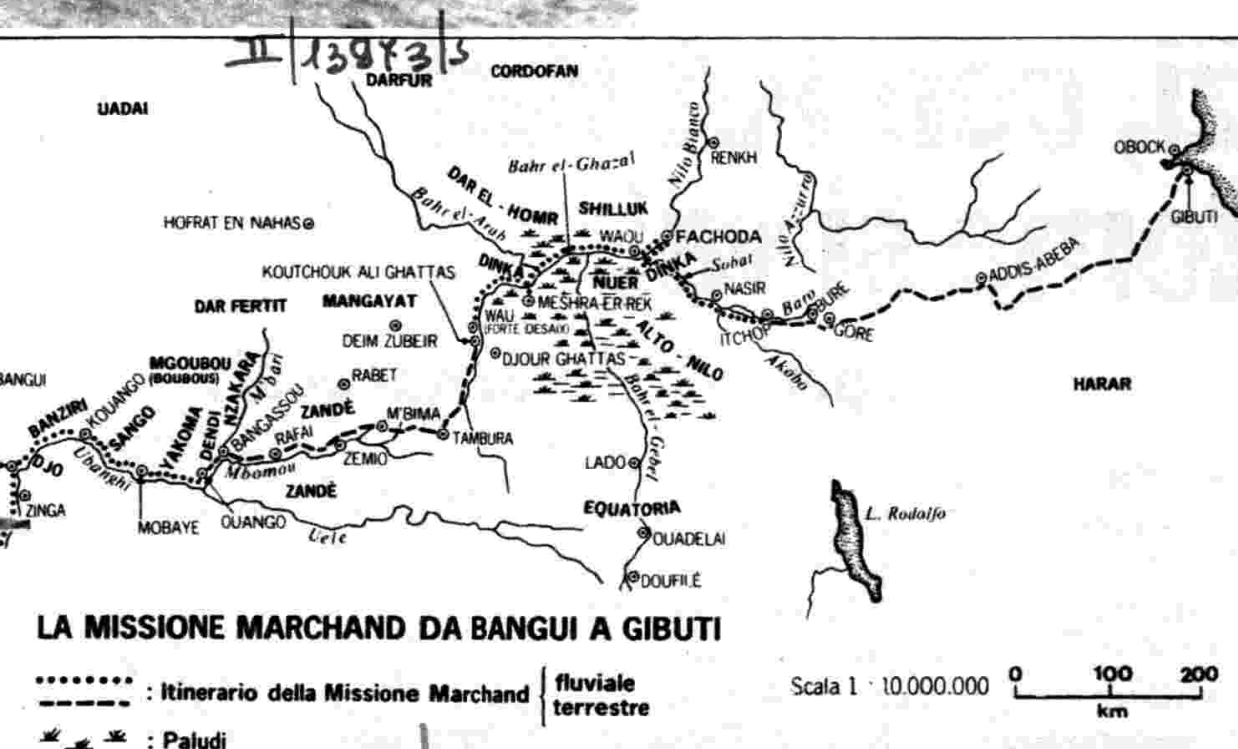 II 13873 s
DARFUR
CORDOFAN
UADAI
OBOCK
RENKH
Nilo Bianco
Bahr el-Ghazal
DAR EL-HOMR
SHILLUK
Bahr el-Arab
GIBUTI
HOFRAT EN NAHAS
WAOU
FACHODA
Nilo Azzurro
KOUTCHOUK ALI GHATTAS
DINKA
NUER
DINKA
Sobat
ADDIS-ABEBA
NASIR
DAR FERTIT
MANGAYAT
MESHRA-ER-REK
Baro
BURE
WAU
(FORTE DESAIX)
ITCHOP
GORE
DEIM ZUBEIR
ALTO-NILO
DJOUR GHATTAS
MGOUBOU
(BOUBOUS)
NZAKARA
M'bari
Akobo
BANGUI
RABET
HARAR
KOUANGO
BANZIRI
SANGO
YAKOMA
DENDI
BANGASSOU
ZANDÉ
M'BIMA
Bahr el-Gebel
RAFAI
TAMBURA
DJO
Ubanghi
Mbomou
ZEMIO
LADO
ZINGA
ZANDÉ
MOBAYE
OUANGO
EQUATORIA
L. Rodolfo
Uele
OUADELAI
DOUFILÉ
LA MISSIONE MARCHAND DA BANGUI A GIBUTI
: Itinerario della Missione Marchand
fluviale
terrestre
Scala 1 : 10.000.000
0 100 200
km
: Paludi